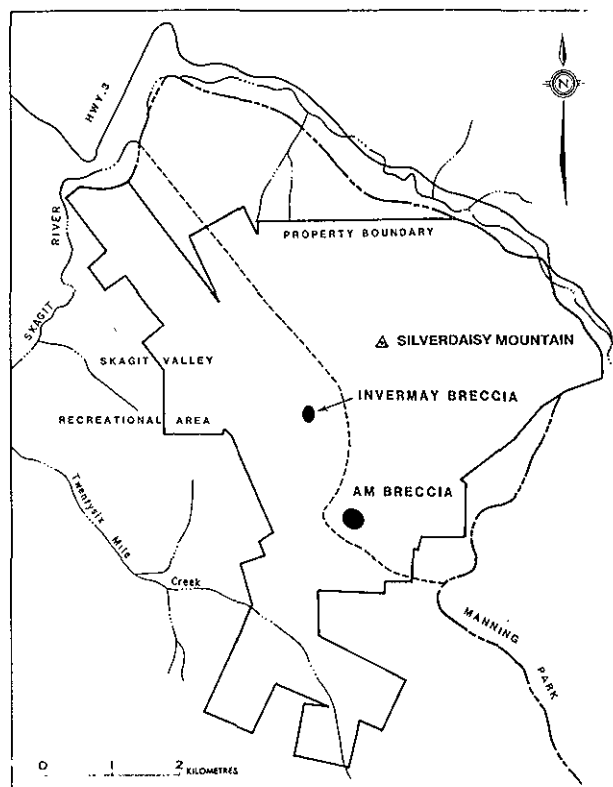 HWY. 3
N
SKAGIT RIVER
PROPERTY BOUNDARY
SILVERDAISY MOUNTAIN
SKAGIT VALLEY
INVERMAY BRECCIA
RECREATIONAL AREA
AM BRECCIA
Twentysix Mile
Creek
MANNING
PARK
0 1 2 KILOMETRES